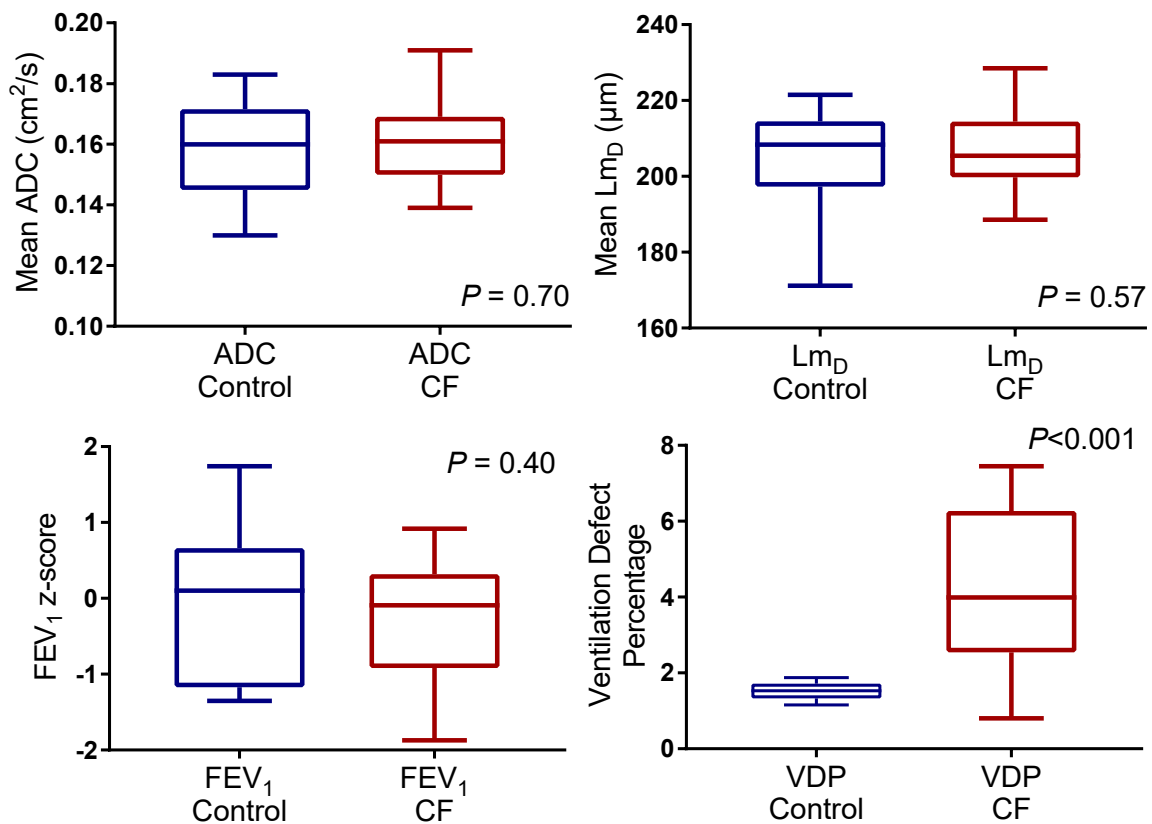 Mean ADC (cm²/s)
0.20
0.18
0.16
0.14
0.12
0.10
P = 0.70
ADC
Control
ADC
CF
Mean Lm_D (μm)
240
220
200
180
160
P = 0.57
Lm_D
Control
Lm_D
CF
FEV₁ z-score
2
1
0
-1
-2
P = 0.40
FEV₁
Control
FEV₁
CF
Ventilation Defect
Percentage
8
6
4
2
0
P<0.001
VDP
Control
VDP
CF